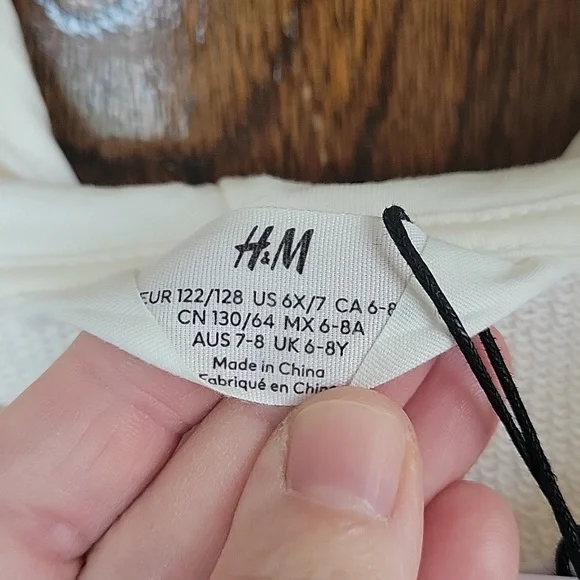 H&M
EUR 122/128 US 6X/7 CA 6-8
CN 130/64 MX 6-8A
AUS 7-8 UK 6-8Y
Made in China
Fabriqué en Chine